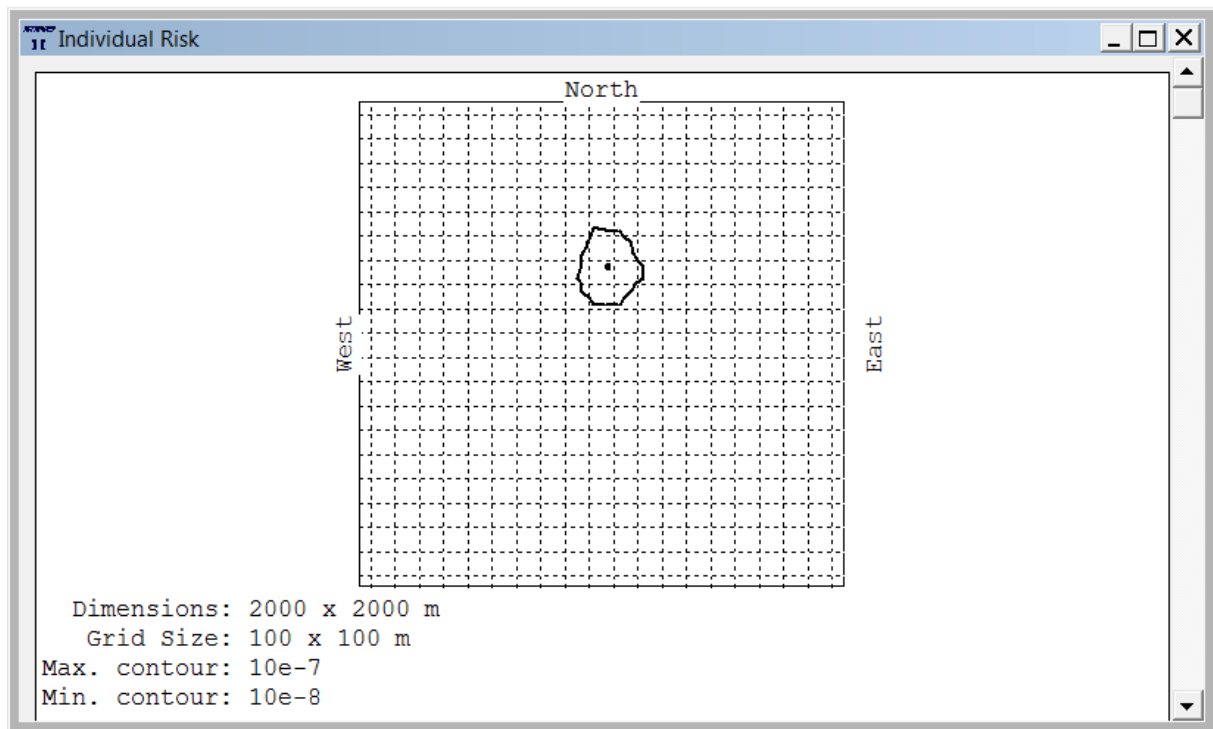 Individual Risk
North
West
East
Dimensions: 2000 x 2000 m
Grid Size: 100 x 100 m
Max. contour: 10e-7
Min. contour: 10e-8